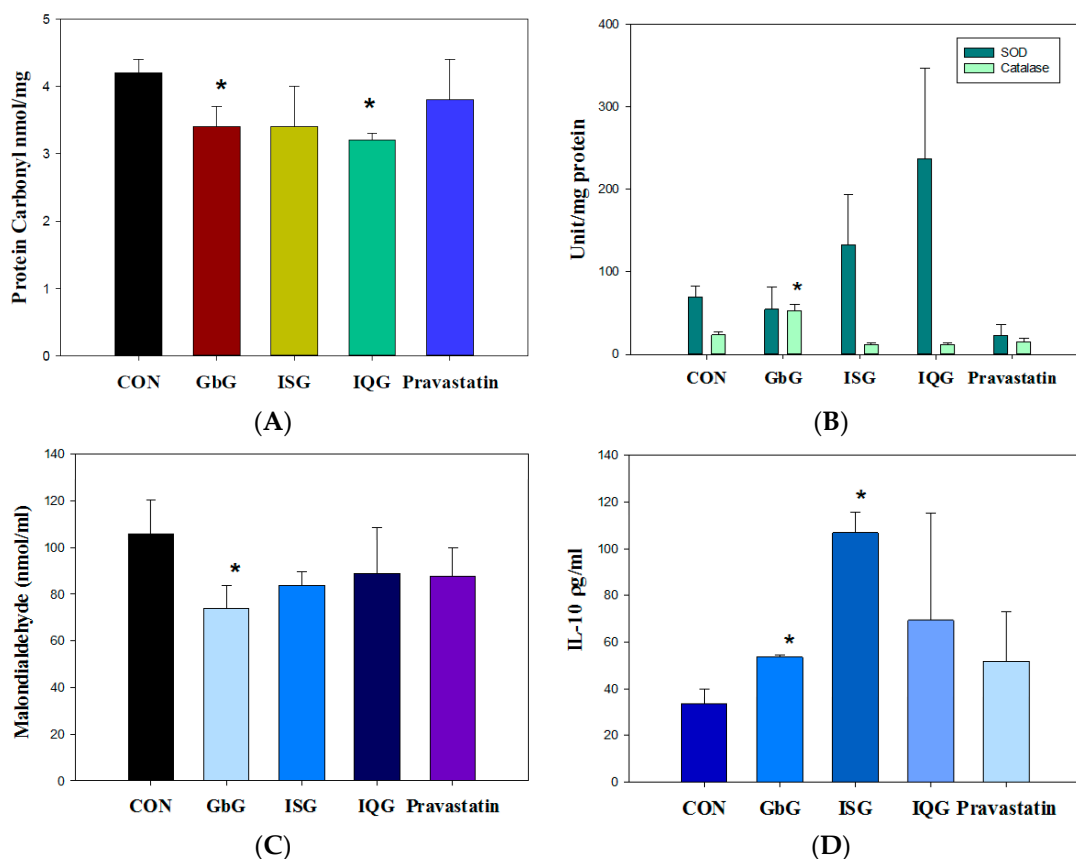 Protein Carbonyl nmol/mg
5
4
3
2
1
0
*
*
CON GbG ISG IQG Pravastatin
(A)
Unit/mg protein
400
300
200
100
0
SOD
Catalase
*
CON GbG ISG IQG Pravastatin
(B)
Malondialdehyde (nmol/ml)
140
120
100
80
60
40
20
0
*
CON GbG ISG IQG Pravastatin
(C)
IL-10 ρg/ml
140
120
100
80
60
40
20
0
*
*
CON GbG ISG IQG Pravastatin
(D)